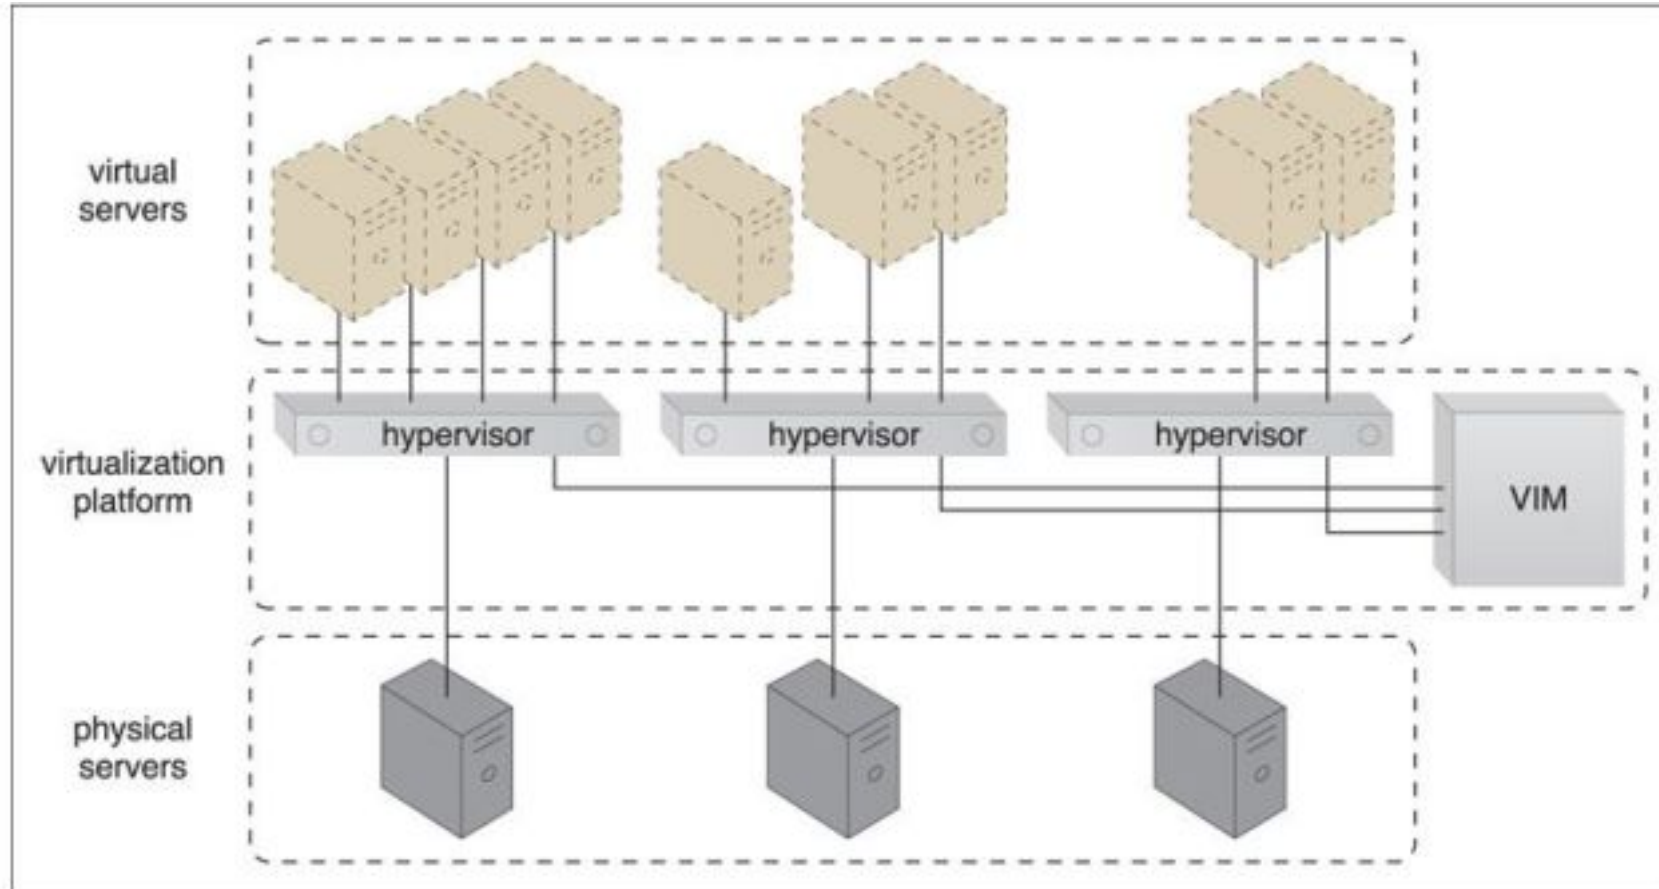 virtual
servers
hypervisor
hypervisor
hypervisor
virtualization
platform
VIM
physical
servers